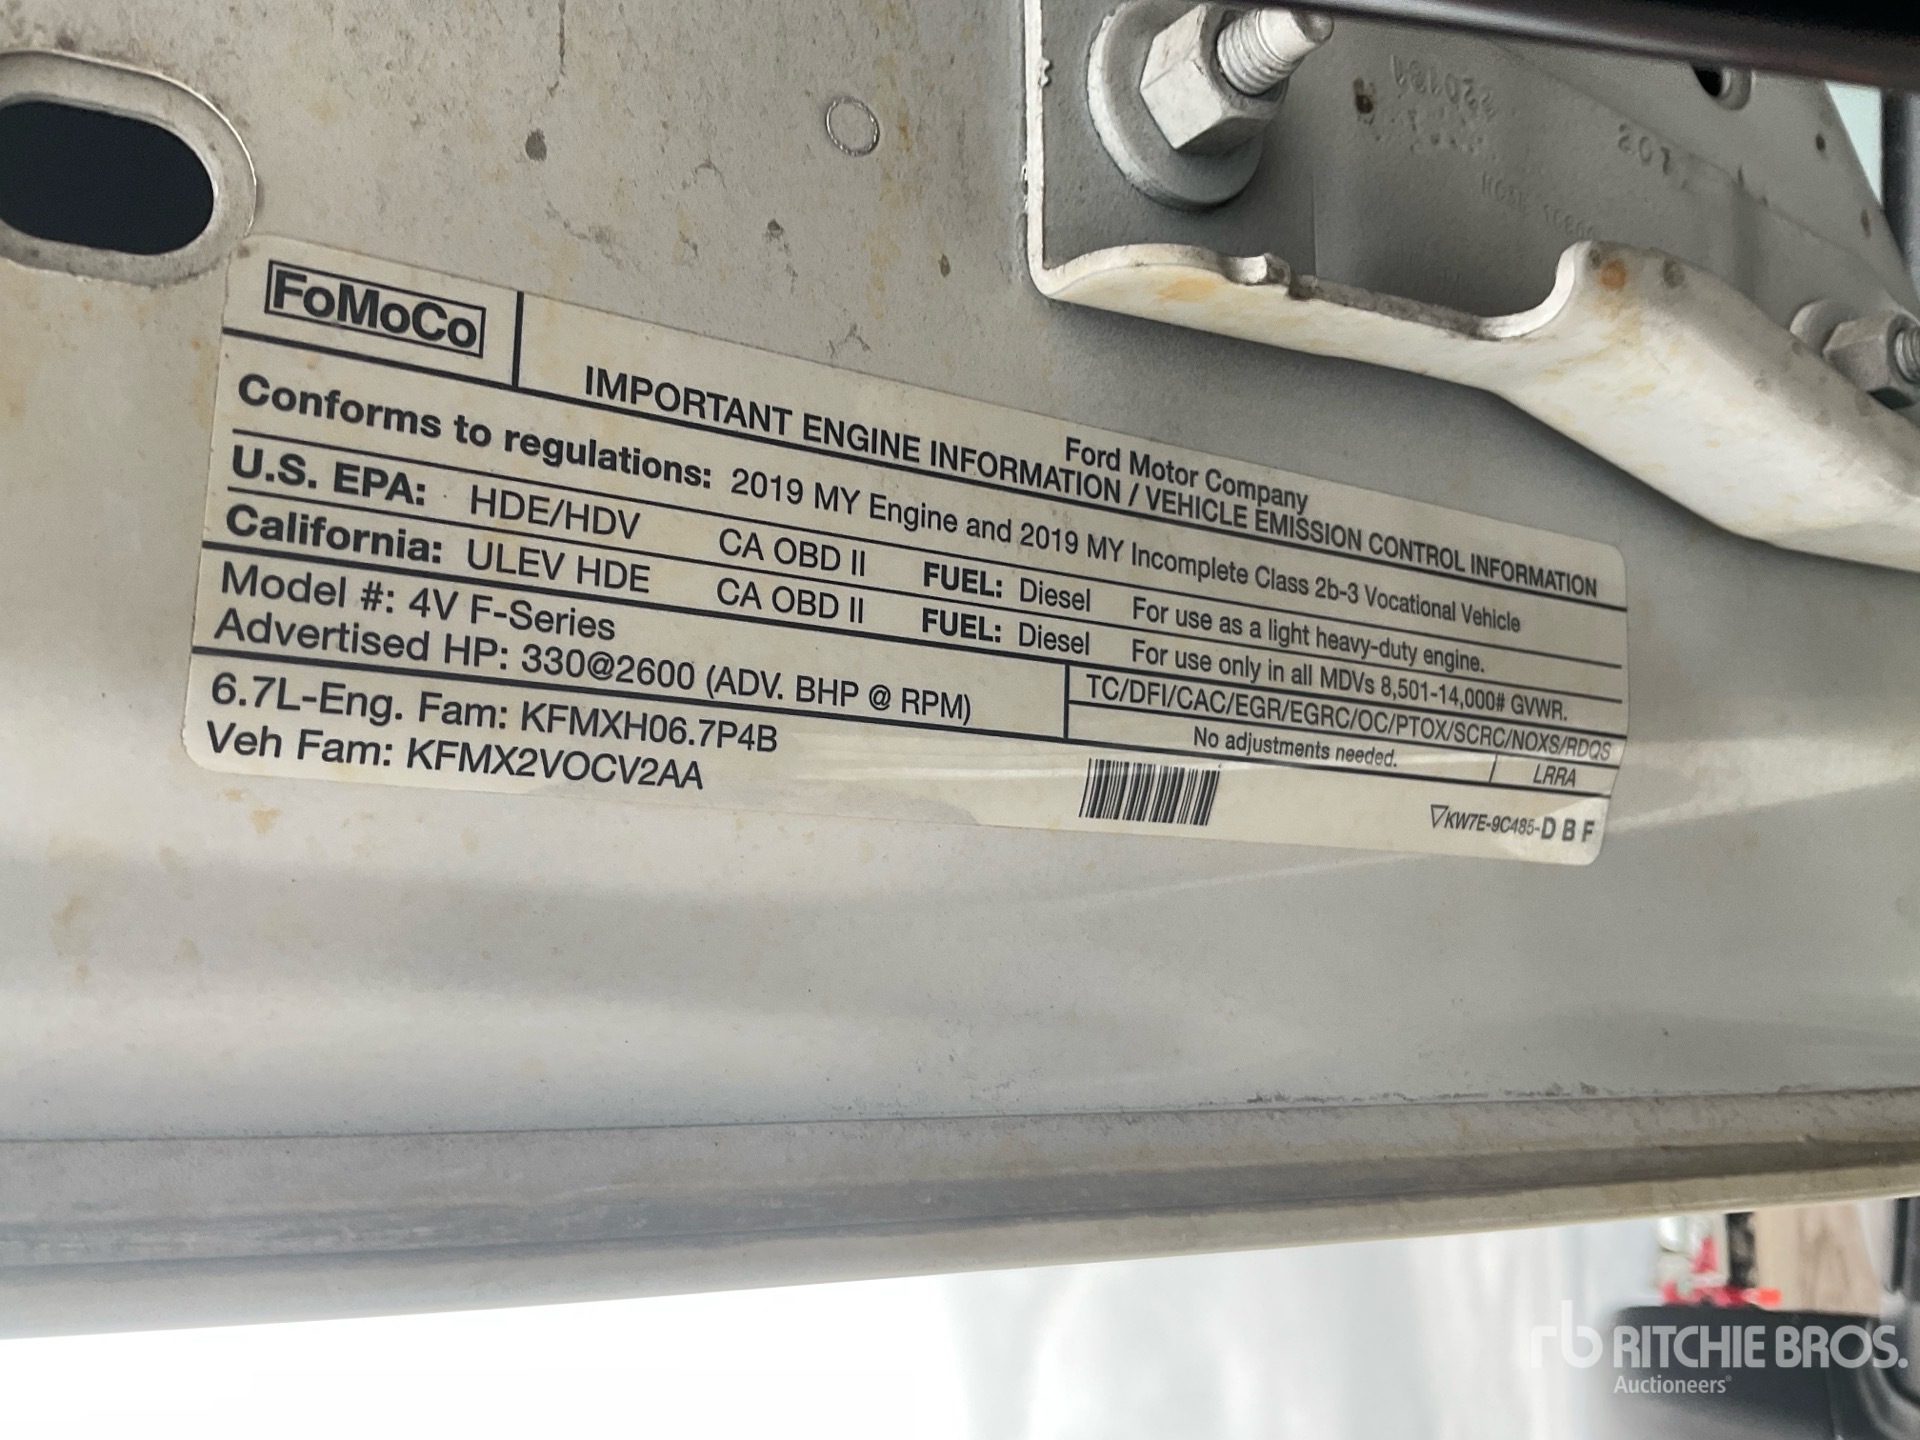 FoMoCo
Ford Motor Company
IMPORTANT ENGINE INFORMATION / VEHICLE EMISSION CONTROL INFORMATION
Conforms to regulations: 2019 MY Engine and 2019 MY Incomplete Class 2b-3 Vocational Vehicle
U.S. EPA: HDE/HDV CA OBD II FUEL: Diesel For use as a light heavy-duty engine.
California: ULEV HDE CA OBD II FUEL: Diesel For use only in all MDVs 8,501-14,000# GVWR.
Model #: 4V F-Series
Advertised HP: 330@2600 (ADV. BHP @ RPM)
TC/DFI/CAC/EGR/EGRC/OC/PTOX/SCRC/NOXS/RDQS
No adjustments needed. LRRA
6.7L-Eng. Fam: KFMXH06.7P4B
Veh Fam: KFMX2VOCV2AA
KW7E-9C485-D B F
rb RITCHIE BROS.
Auctioneers